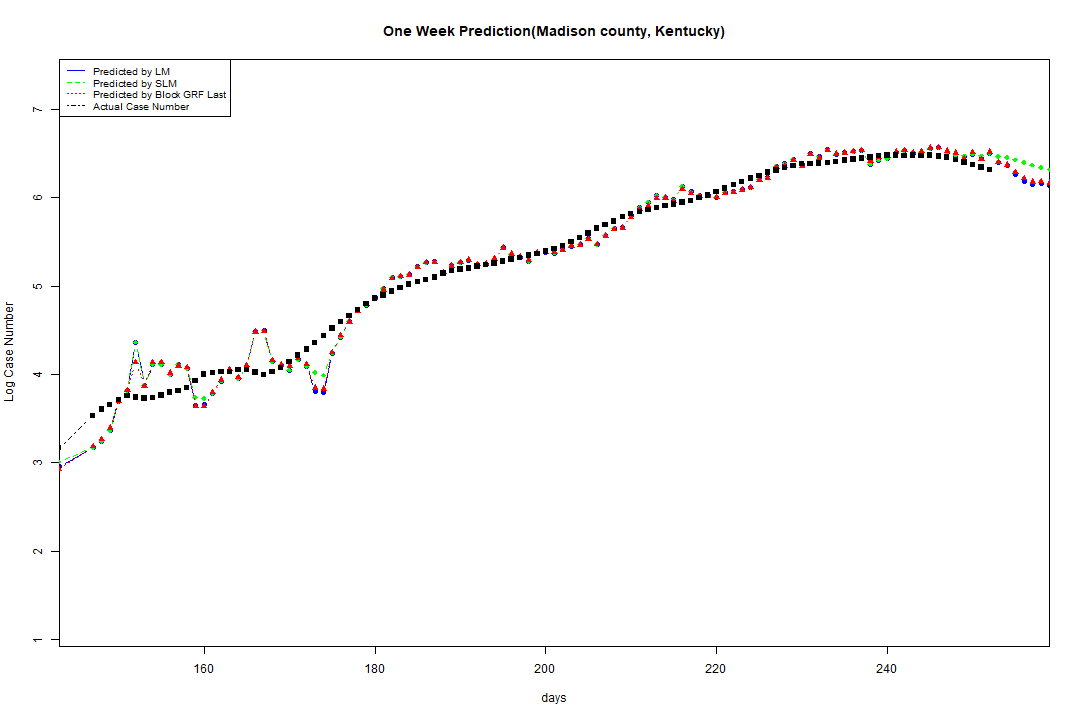 One Week Prediction(Madison county, Kentucky)
Predicted by LM
Predicted by SLM
Predicted by Block GRF Last
Actual Case Number
7
6
5
4
3
2
1
Log Case Number
160 180 200 220 240
days